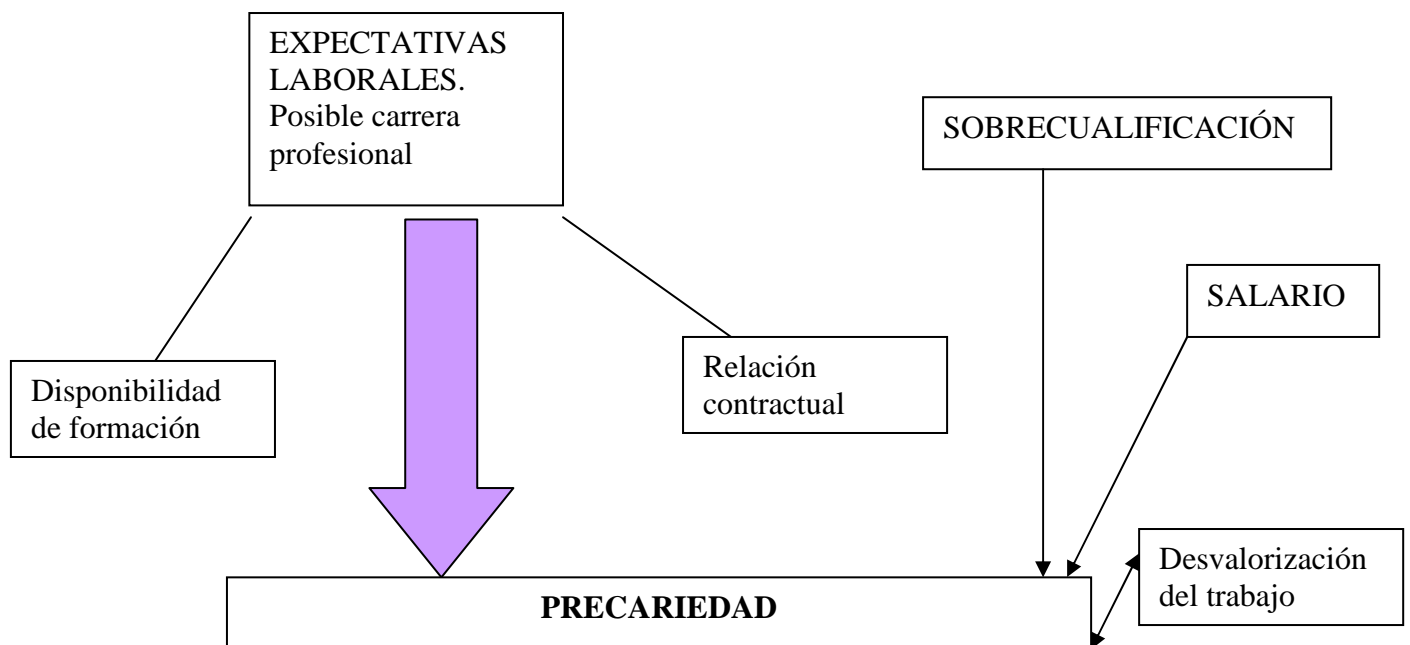 EXPECTATIVAS
LABORALES.
Posible carrera
profesional
SOBRECUALIFICACIÓN
SALARIO
Relación
contractual
Disponibilidad
de formación
Desvalorización
del trabajo
PRECARIEDAD